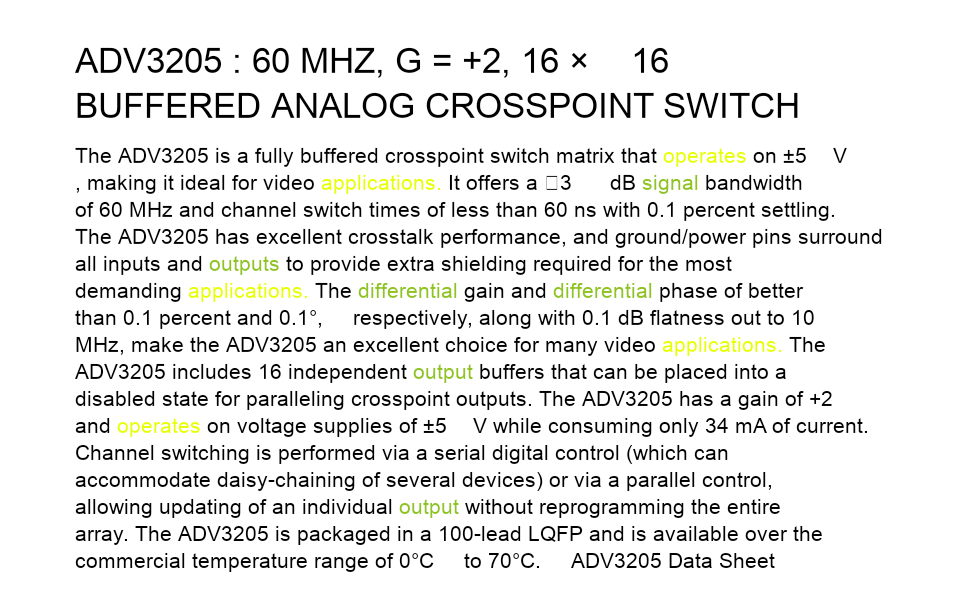 ADV3205 : 60 MHZ, G = +2, 16 × 16
BUFFERED ANALOG CROSSPOINT SWITCH
The ADV3205 is a fully buffered crosspoint switch matrix that operates on ±5 V
, making it ideal for video applications. It offers a □3 dB signal bandwidth
of 60 MHz and channel switch times of less than 60 ns with 0.1 percent settling.
The ADV3205 has excellent crosstalk performance, and ground/power pins surround
all inputs and outputs to provide extra shielding required for the most
demanding applications. The differential gain and differential phase of better
than 0.1 percent and 0.1°, respectively, along with 0.1 dB flatness out to 10
MHz, make the ADV3205 an excellent choice for many video applications. The
ADV3205 includes 16 independent output buffers that can be placed into a
disabled state for paralleling crosspoint outputs. The ADV3205 has a gain of +2
and operates on voltage supplies of ±5 V while consuming only 34 mA of current.
Channel switching is performed via a serial digital control (which can
accommodate daisy-chaining of several devices) or via a parallel control,
allowing updating of an individual output without reprogramming the entire
array. The ADV3205 is packaged in a 100-lead LQFP and is available over the
commercial temperature range of 0°C to 70°C. ADV3205 Data Sheet